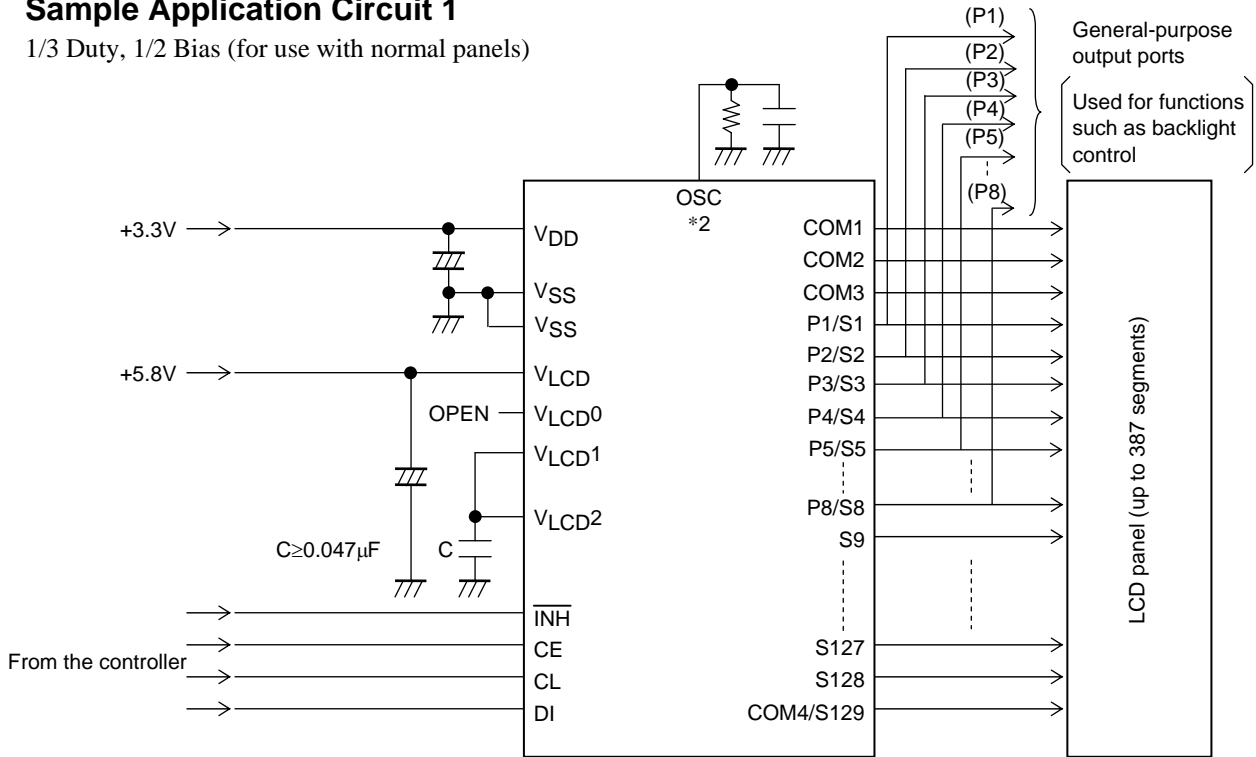 Sample Application Circuit 1
1/3 Duty, 1/2 Bias (for use with normal panels)
(P1)
(P2)
(P3)
(P4)
(P5)
(P8)
General-purpose
output ports
Used for functions
such as backlight
control
OSC
*2
+3.3V
VDD
VSS
VSS
+5.8V
VLCD
OPEN
VLCD0
VLCD1
VLCD2
C≥0.047μF
C
From the controller
INH
CE
CL
DI
COM1
COM2
COM3
P1/S1
P2/S2
P3/S3
P4/S4
P5/S5
P8/S8
S9
S127
S128
COM4/S129
LCD panel (up to 387 segments)